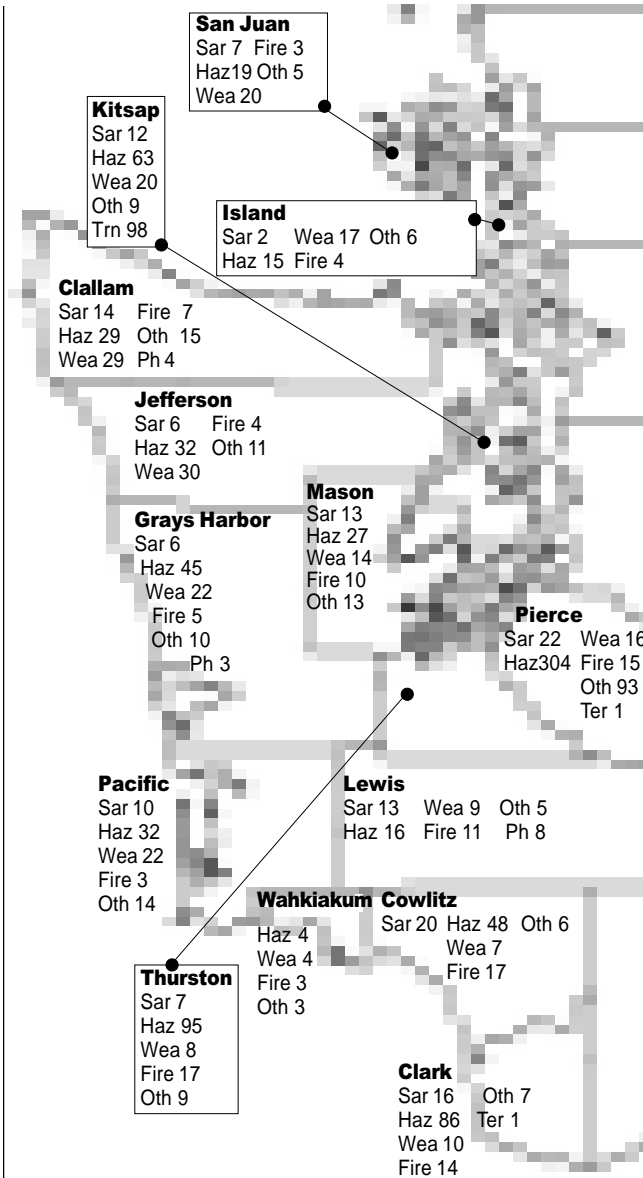 San Juan
Sar 7 Fire 3
Haz19 Oth 5
Wea 20
Kitsap
Sar 12
Haz 63
Wea 20
Oth 9
Trn 98
Island
Sar 2 Wea 17 Oth 6
Haz 15 Fire 4
Clallam
Sar 14 Fire 7
Haz 29 Oth 15
Wea 29 Ph 4
Jefferson
Sar 6 Fire 4
Haz 32 Oth 11
Wea 30
Mason
Sar 13
Haz 27
Wea 14
Fire 10
Oth 13
Grays Harbor
Sar 6
Haz 45
Wea 22
Fire 5
Oth 10
Ph 3
Pierce
Sar 22 Wea 16
Haz304 Fire 15
Oth 93
Ter 1
Pacific
Sar 10
Haz 32
Wea 22
Fire 3
Oth 14
Lewis
Sar 13 Wea 9 Oth 5
Haz 16 Fire 11 Ph 8
Wahkiakum
Haz 4
Wea 4
Fire 3
Oth 3
Cowlitz
Sar 20 Haz 48 Oth 6
Wea 7
Fire 17
Thurston
Sar 7
Haz 95
Wea 8
Fire 17
Oth 9
Clark
Sar 16 Oth 7
Haz 86 Ter 1
Wea 10
Fire 14